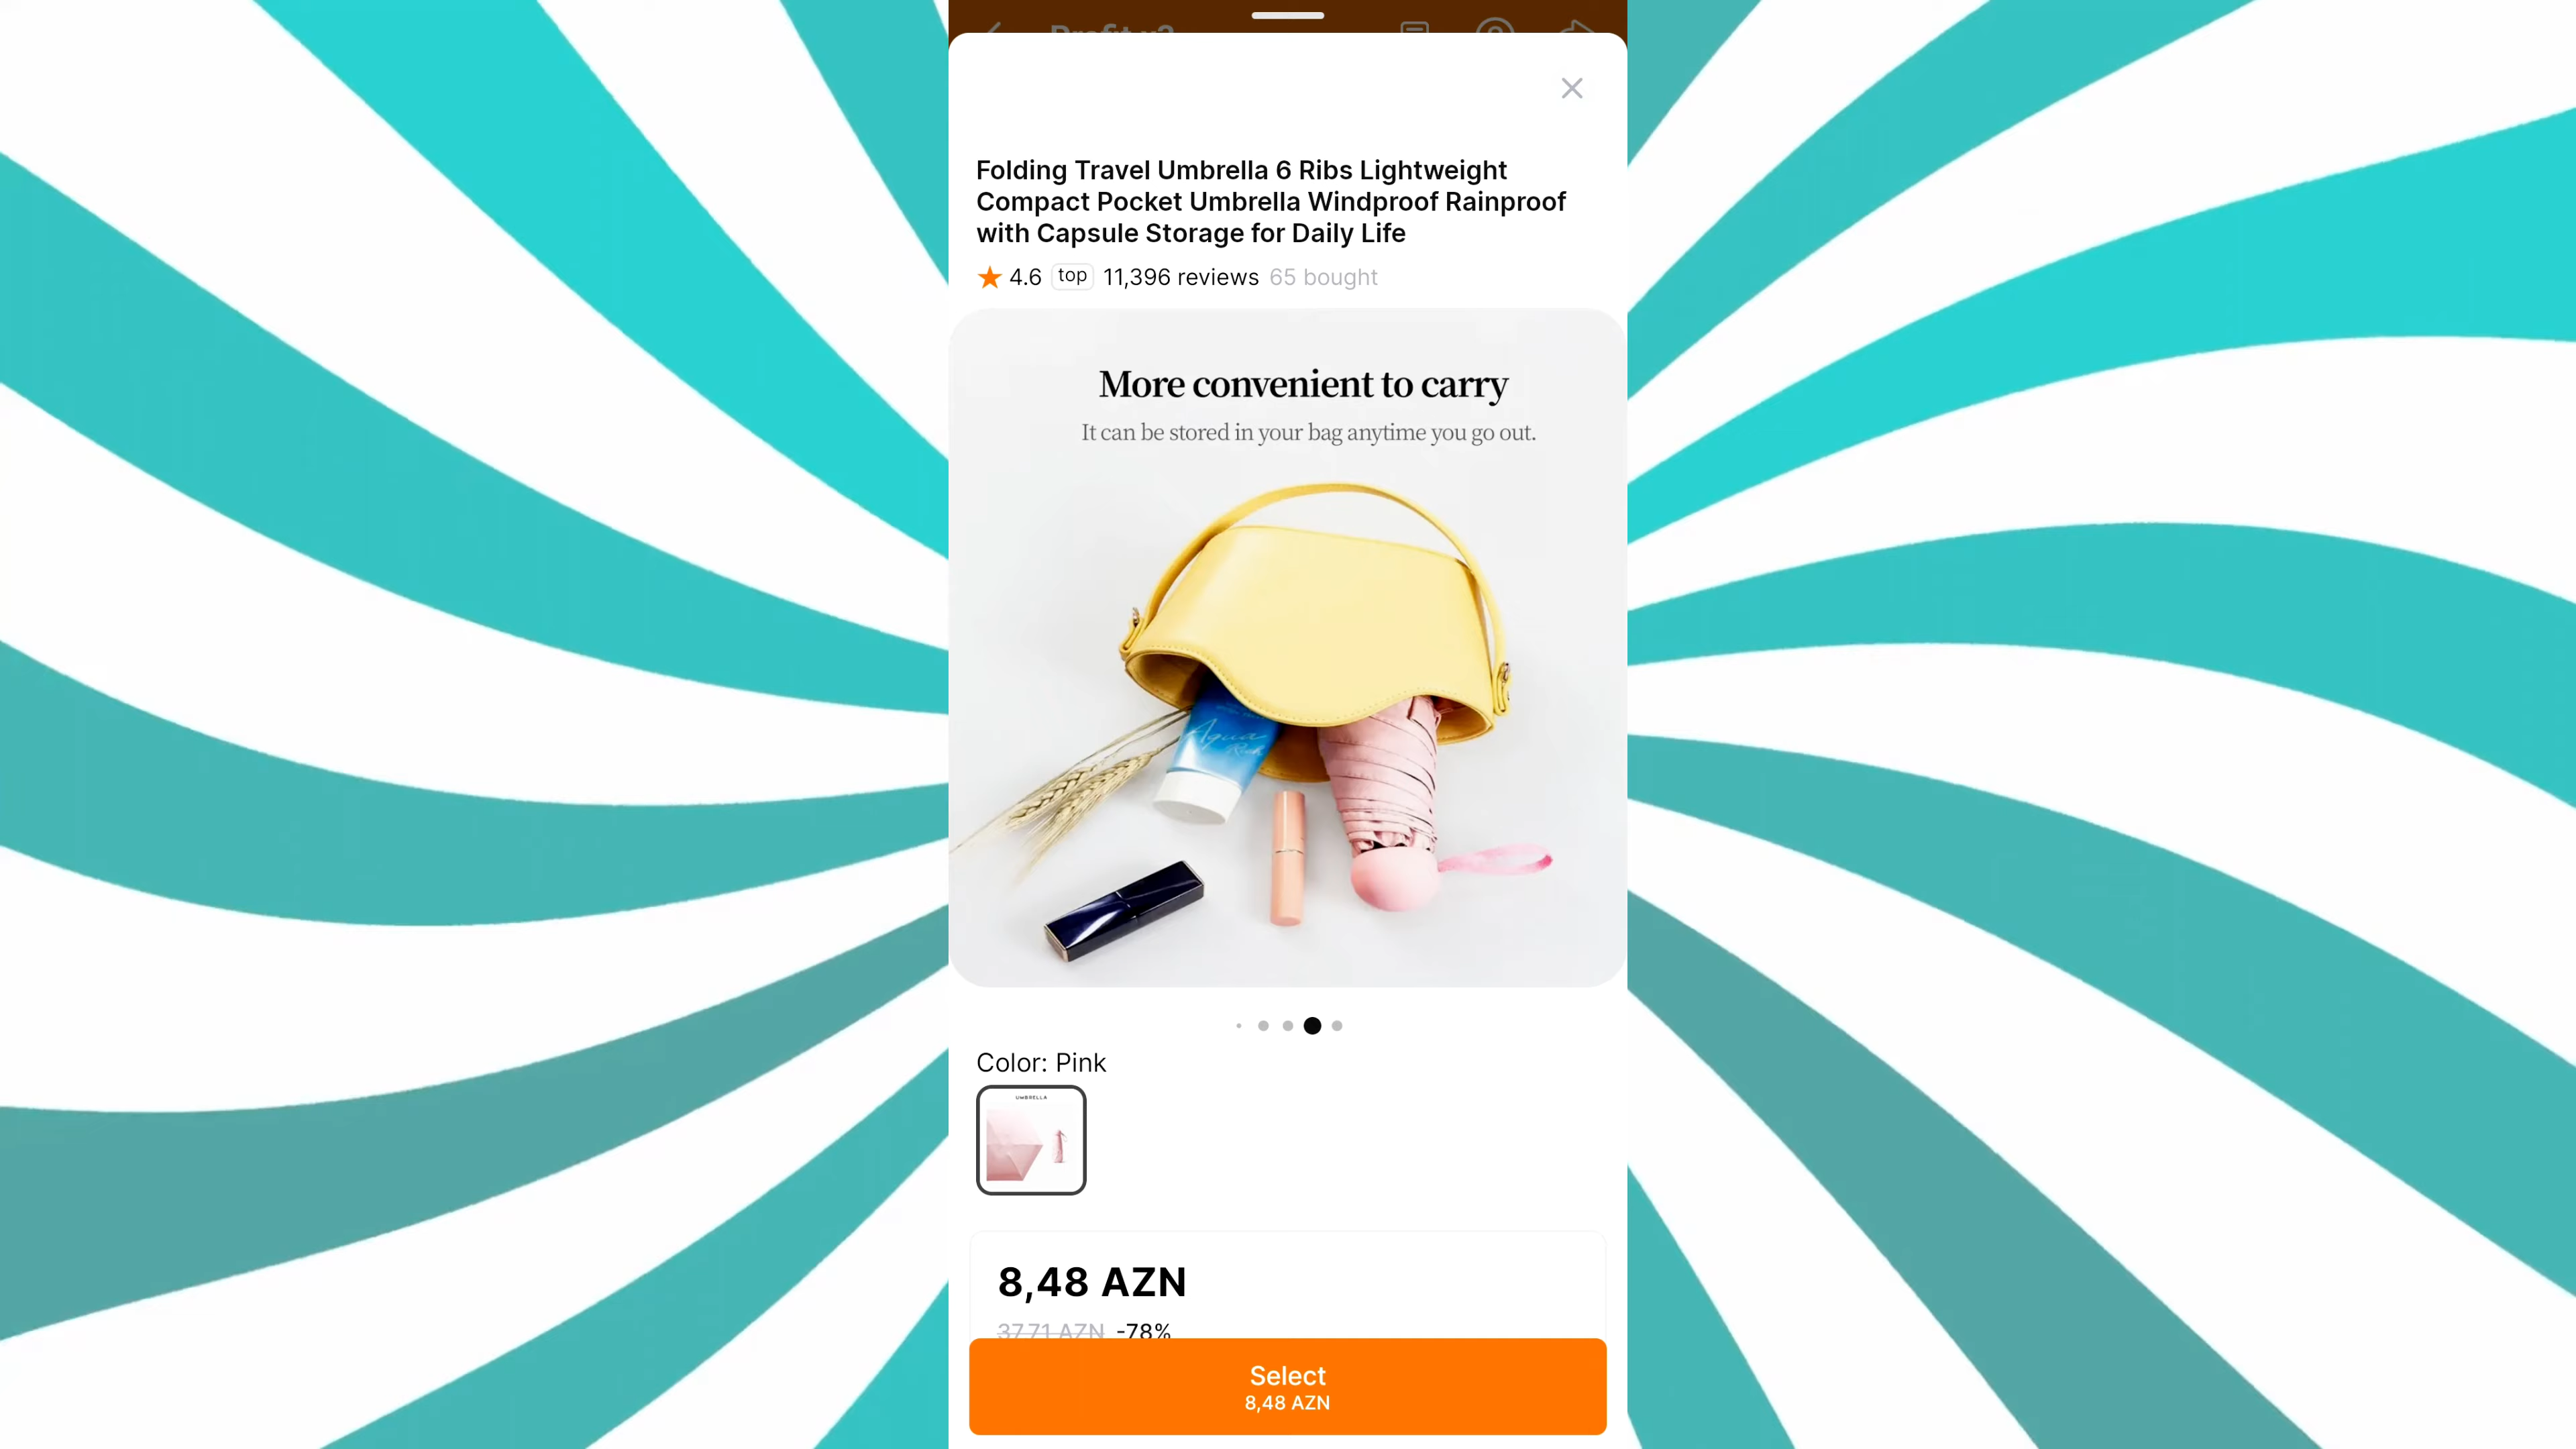 Folding Travel Umbrella 6 Ribs Lightweight
Compact Pocket Umbrella Windproof Rainproof
with Capsule Storage for Daily Life
4.6 top 11,396 reviews 65 bought
More convenient to carry
It can be stored in your bag anytime you go out.
Aqua
Color: Pink
UMBRELLA
8,48 AZN
37,71 AZN -78%
Select
8,48 AZN